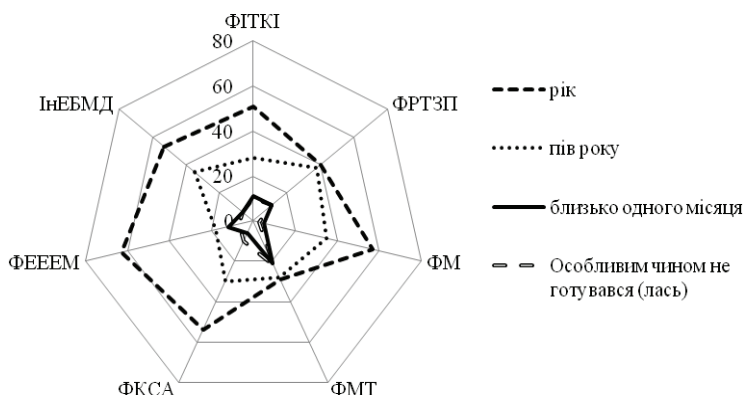 ФІТКІ
80
60
40
20
0
ФРТЗП
ФМ
ФМТ
ФКСА
ФЕЕЕМ
ІнЕБМД
рік
пів року
близько одного місяця
Особливим чином не
готувався (лась)